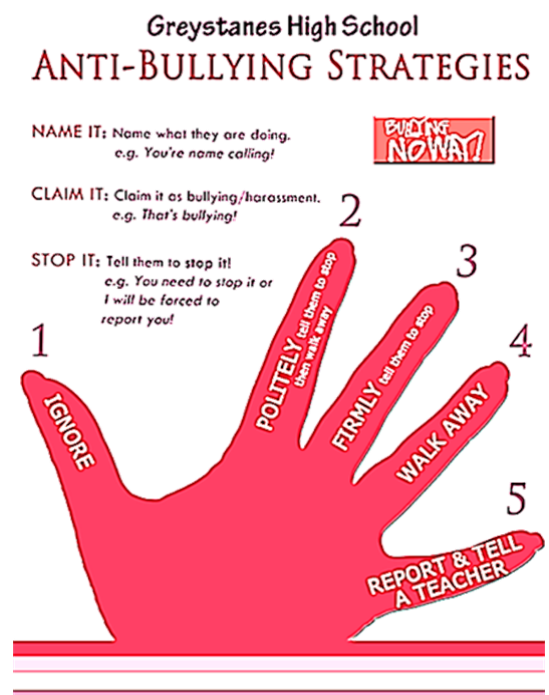 Greystanes High School
ANTI-BULLYING STRATEGIES
NAME IT: Name what they are doing.
e.g. You're name calling!
BULLYING
NO WAY!
CLAIM IT: Claim it as bullying/harassment.
e.g. That's bullying!
STOP IT: Tell them to stop it!
e.g. You need to stop it or
I will be forced to
report you!
1
IGNORE
2
POLITELY tell them to stop
then walk away
3
FIRMLY tell them to stop
4
WALK AWAY
5
REPORT & TELL
A TEACHER